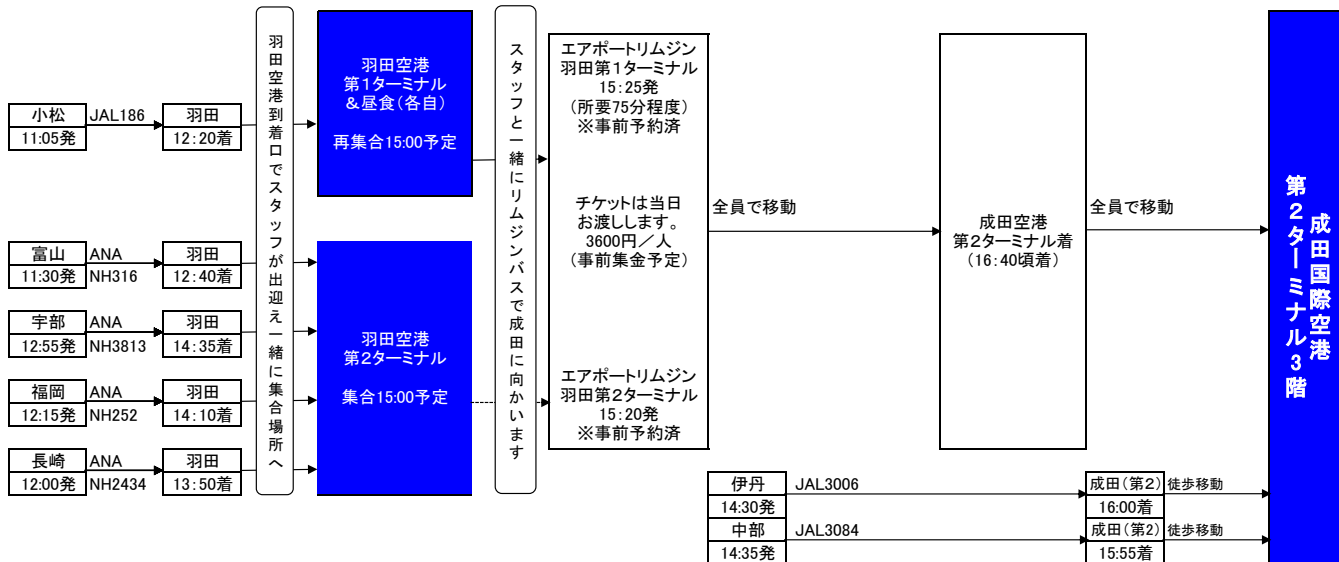 小松
11:05発
JAL186
羽田
12:20着
富山
11:30発
ANA
NH316
羽田
12:40着
宇部
12:55発
ANA
NH3813
羽田
14:35着
福岡
12:15発
ANA
NH252
羽田
14:10着
長崎
12:00発
ANA
NH2434
羽田
13:50着
羽田空港到着口でスタッフが出迎え一緒に集合場所へ
羽田空港
第1ターミナル
＆昼食(各自)
再集合15:00予定
羽田空港
第2ターミナル
集合15:00予定
スタッフと一緒にリムジンバスで成田に向かいます
エアポートリムジン
羽田第1ターミナル
15:25発
(所要75分程度)
※事前予約済
チケットは当日
お渡しします。
3600円／人
(事前集金予定)
エアポートリムジン
羽田第2ターミナル
15:20発
※事前予約済
全員で移動
成田空港
第2ターミナル着
(16:40頃着)
全員で移動
伊丹
14:30発
JAL3006
成田(第2)
16:00着
徒歩移動
中部
14:35発
JAL3084
成田(第2)
15:55着
徒歩移動
成田国際空港
第2ターミナル3階